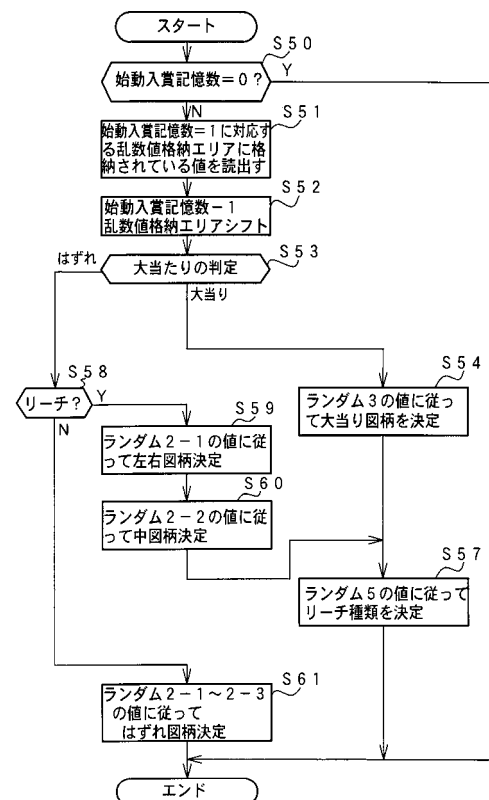 スタート
S50
始動入賞記憶数=0?
Y
N
S51
始動入賞記憶数=1に対応す
る乱数値格納エリアに格
納されている値を読出す
S52
始動入賞記憶数-1
乱数値格納エリアシフト
S53
はずれ
大当たりの判定
大当り
S58
リーチ?
Y
N
S54
ランダム3の値に従っ
て大当り図柄を決定
S59
ランダム2-1の値に従
って左右図柄決定
S60
ランダム2-2の値に従
って中図柄決定
S57
ランダム5の値に従って
リーチ種類を決定
S61
ランダム2-1~2-3
の値に従って
はずれ図柄決定
エンド